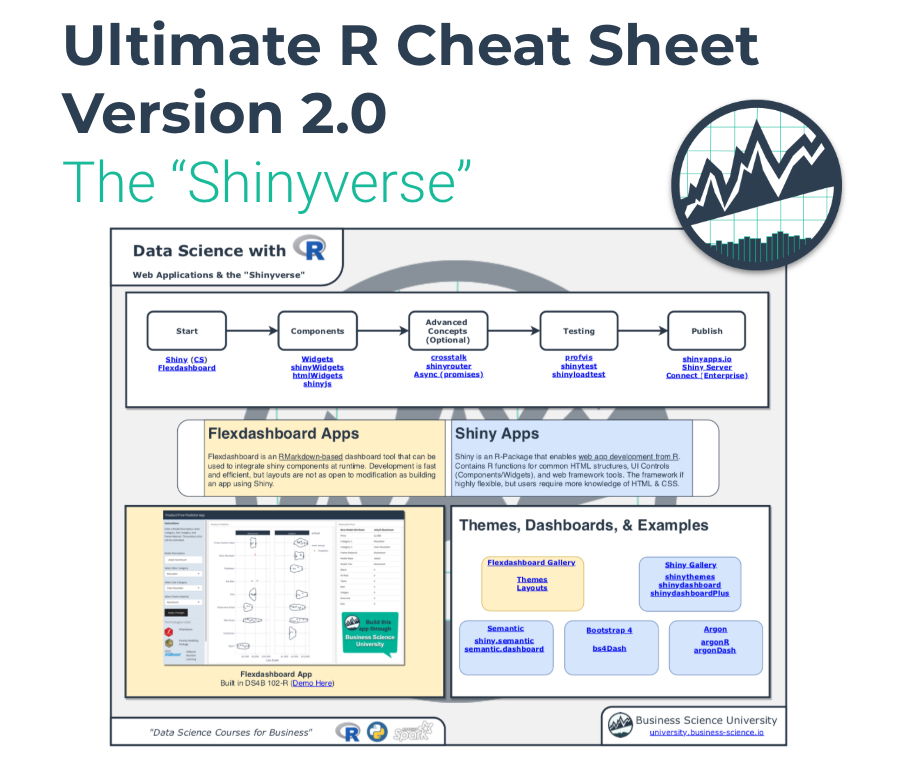 Ultimate R Cheat Sheet
Version 2.0
The “Shinyverse”
Data Science with R
Web Applications & the "Shinyverse"
Start
Components
Advanced
Concepts
(Optional)
Testing
Publish
Shiny (CS)
Flexdashboard
Widgets
shinyWidgets
htmlWidgets
shinyjs
crosstalk
shinyrouter
Async (promises)
profvis
shinytest
shinyloadtest
shinyapps.io
Shiny Server
Connect (Enterprise)
Flexdashboard Apps
Flexdashboard is an RMarkdown-based dashboard tool that can be
used to integrate shiny components at runtime. Development is fast
and efficient, but layouts are not as open to modification as building
an app using Shiny.
Shiny Apps
Shiny is an R-Package that enables web app development from R.
Contains R functions for common HTML structures, UI Controls
(Components/Widgets), and web framework tools. The framework if
highly flexible, but users require more knowledge of HTML & CSS.
Build this
app through
Business Science
University
Flexdashboard App
Built in DS4B 102-R (Demo Here)
Themes, Dashboards, & Examples
Flexdashboard Gallery
Themes
Layouts
Shiny Gallery
shinythemes
shinydashboard
shinydashboardPlus
Semantic
shiny.semantic
semantic.dashboard
Bootstrap 4
bs4Dash
Argon
argonR
argonDash
"Data Science Courses for Business"
R
Spark
Business Science University
university.business-science.io